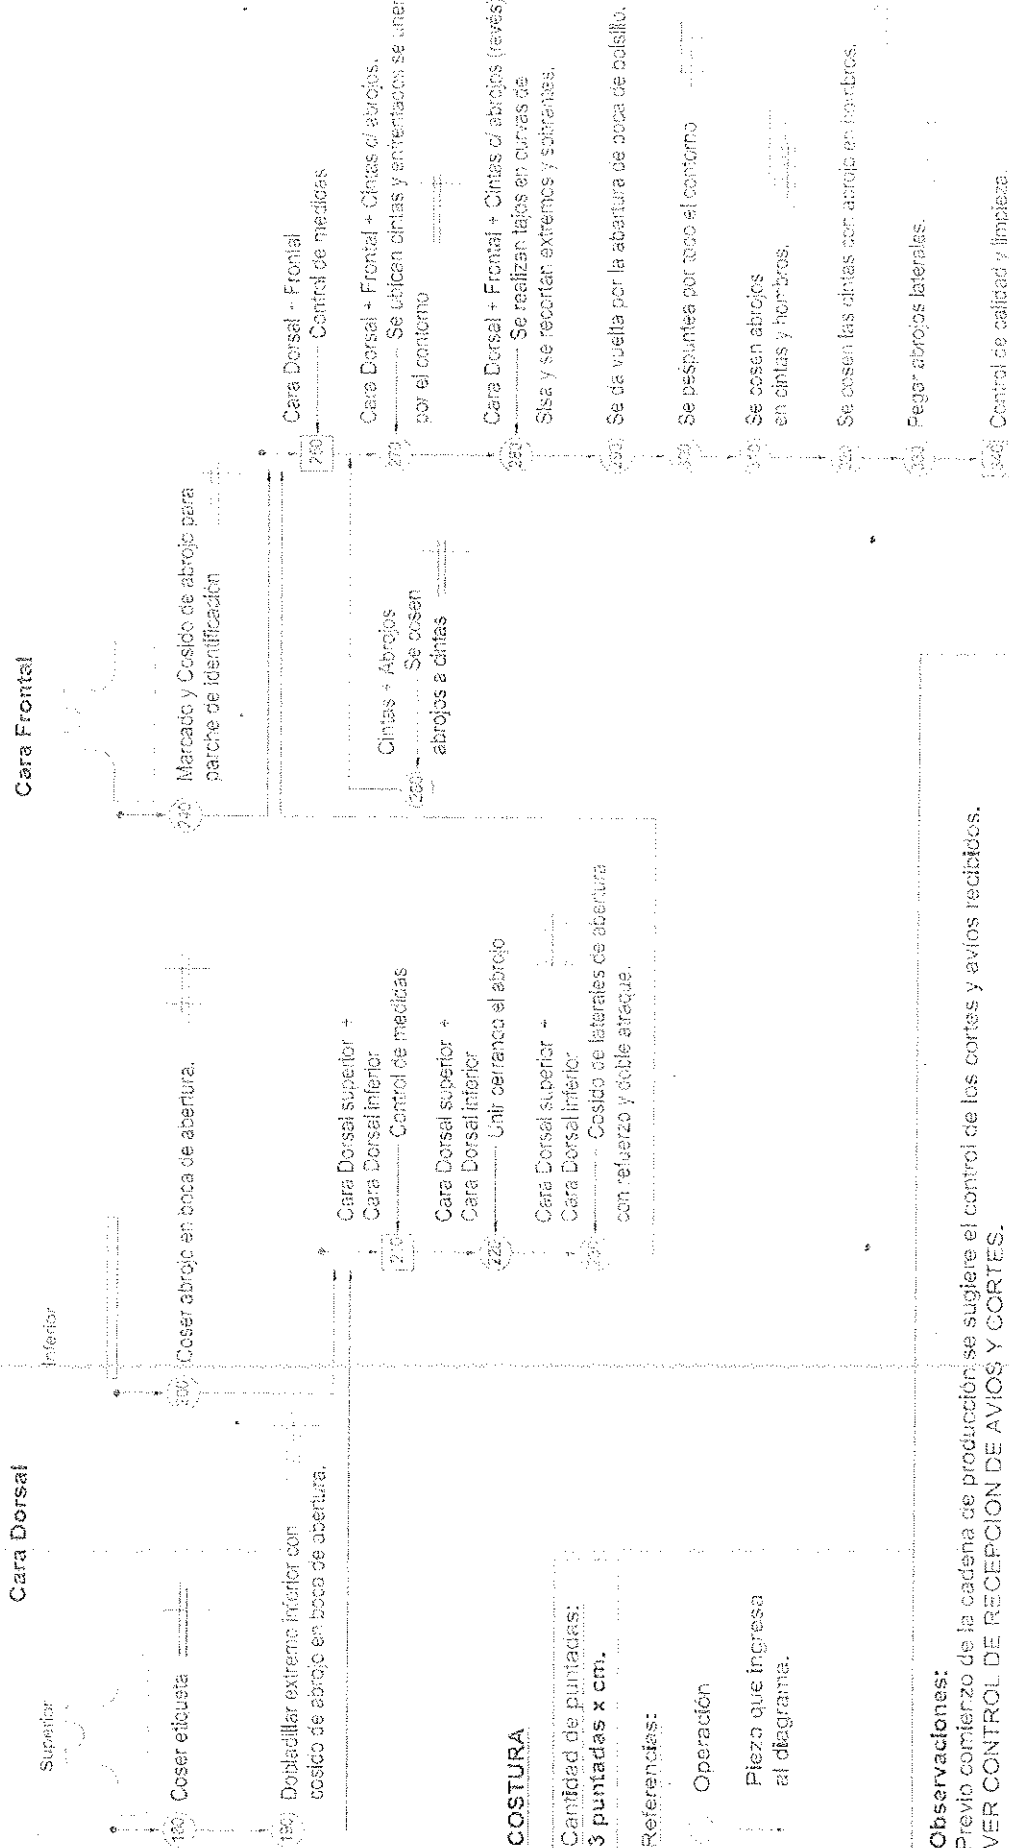 Cara Dorsal
Superior
180 Coser etiqueta
190 Dobladillar extremo inferior con
cosido de abrojo en boca de abertura.
Inferior
200 Coser abrojo en boca de abertura.
Cara Dorsal superior +
Cara Dorsal inferior
210 Control de medidas
Cara Dorsal superior +
Cara Dorsal inferior
220 Unir cerrando el abrojo
Cara Dorsal superior +
Cara Dorsal inferior
230 Cosido de laterales de abertura
con refuerzo y doble atraque.
Cara Frontal
240 Marcado y Cosido de abrojo para
parche de identificación
Cintas + Abrojos
Se cosen
abrojos a cintas
Cara Dorsal + Frontal
260 Control de medidas
Cara Dorsal + Frontal + Cintas c/ abrojos.
270 Se ubican cintas y enfrentados se unen
por el contorno
Cara Dorsal + Frontal + Cintas c/ abrojos (revés)
280 Se realizan tajos en curvas de
Sisa y se recortan extremos y sobrantes.
290 Se da vuelta por la abertura de boca de bolsillo.
300 Se pespuntea por todo el contorno
310 Se cosen abrojos
en cintas y hombros.
320 Se cosen las cintas con abrojo en hombros.
330 Pegar abrojos laterales.
340 Control de calidad y limpieza.
COSTURA
Cantidad de puntadas:
3 puntadas x cm.
Referencias:
Operación
Pieza que ingresa
al diagrama.
Observaciones:
Previo comienzo de la cadena de producción se sugiere el control de los cortes y avíos recibidos.
VER CONTROL DE RECEPCION DE AVIOS Y CORTES.